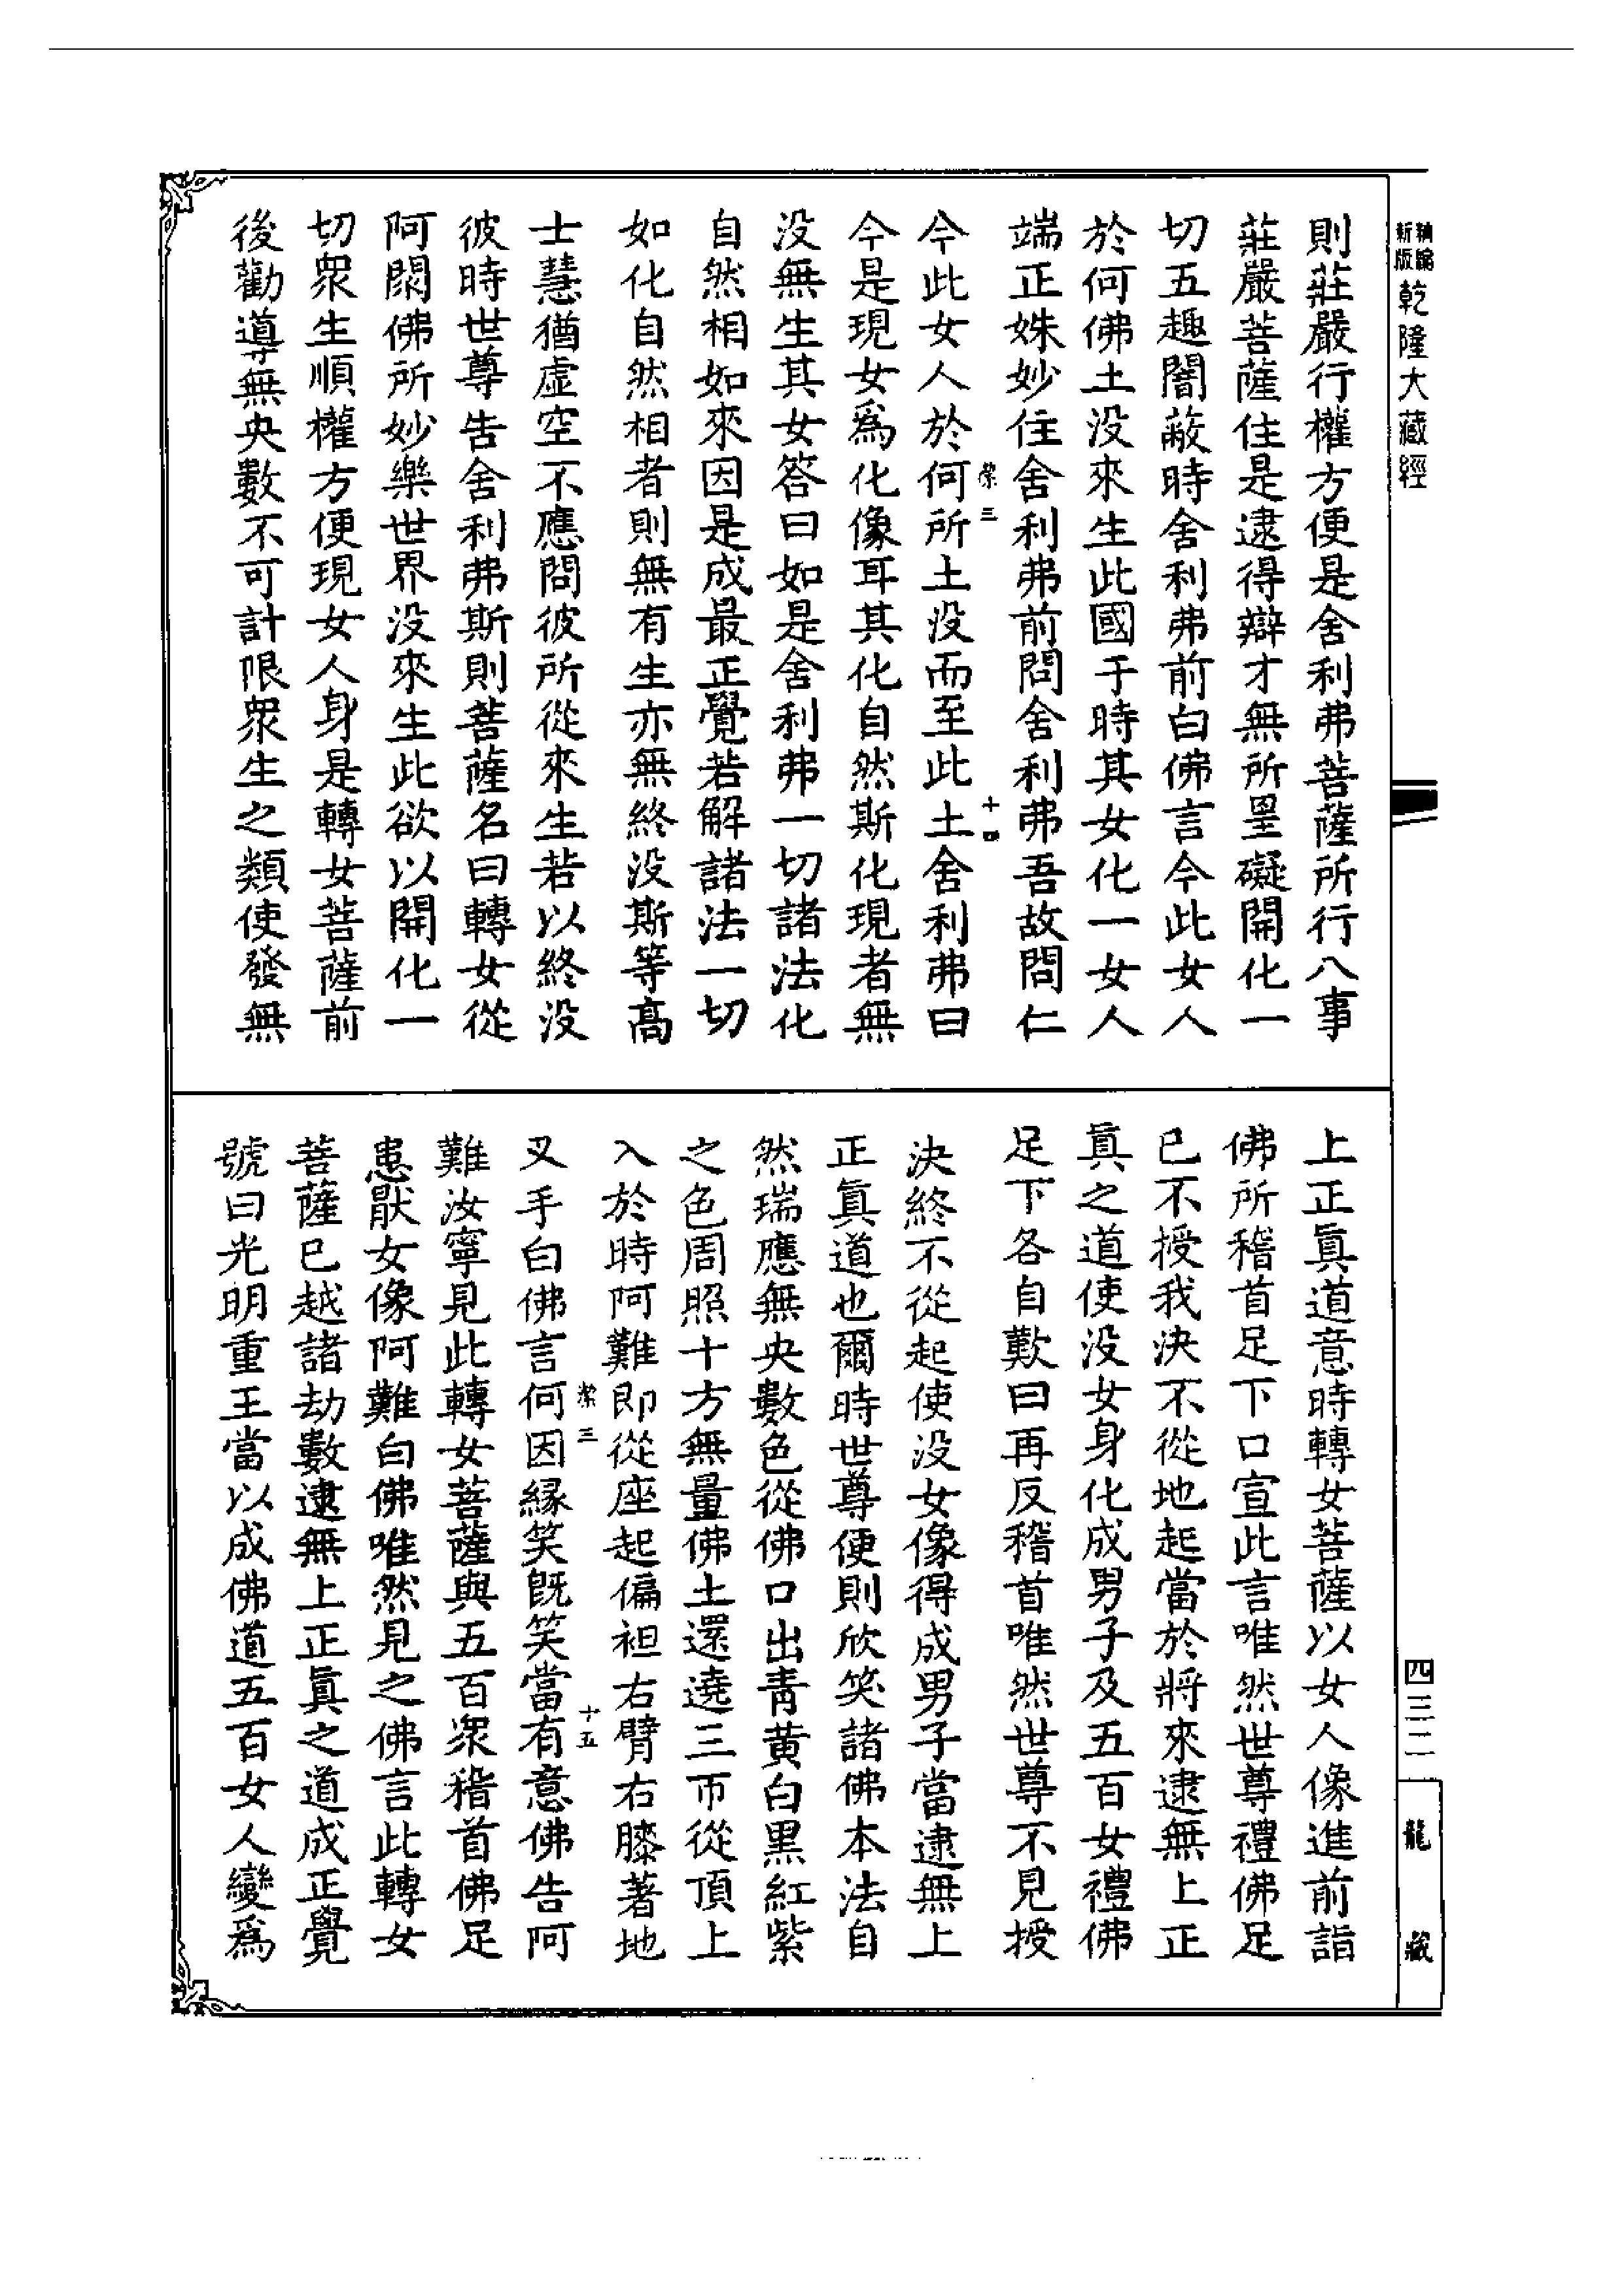 新版
乾隆大藏經
則莊嚴行權方便是舍利弗菩薩所行八事
莊嚴菩薩住是逮得辯才無所罣礙開化一
切五趣闇蔽時舍利弗前白佛言今此女人
於何佛土没來生此國于時其女化一女人
端正姝妙住舍利弗前問舍利弗吾故問仁
三 十四
今此女人於何所土没而至此土舍利弗曰
今是現女爲化像耳其化自然斯化現者無
没無生其女答曰如是舍利弗一切諸法化
自然相如來因是成最正覺若解諸法一切
如化自然相者則無有生亦無終没斯等高
士慧猶虛空不應問彼所從來生若以終没
彼時世尊告舍利弗斯則菩薩名曰轉女從
阿閦佛所妙樂世界没來生此欲以開化一
切眾生順權方便現女人身是轉女菩薩前
後勸導無央數不可計限眾生之類使發無
上正眞道意時轉女菩薩以女人像進前詣
佛所稽首足下口宣此言唯然世尊禮佛足
已不授我決不從地起當於將來逮無上正
眞之道使没女身化成男子及五百女禮佛
足下各自歎曰再反稽首唯然世尊不見授
決終不從起使没女像得成男子當逮無上
正眞道也爾時世尊便則欣笑諸佛本法自
然瑞應無央數色從佛口出青黄白黑紅紫
之色周照十方無量佛土還遶三帀從頂上
入於時阿難即從座起偏袒右臂右膝著地
三 十五
叉手白佛言何因緣笑既笑當有意佛告阿
難汝寧見此轉女菩薩與五百眾稽首佛足
患猒女像阿難白佛唯然見之佛言此轉女
菩薩已越諸劫數逮無上正眞之道成正覺
號曰光明重王當以成佛道五百女人變爲
四三二
龍藏